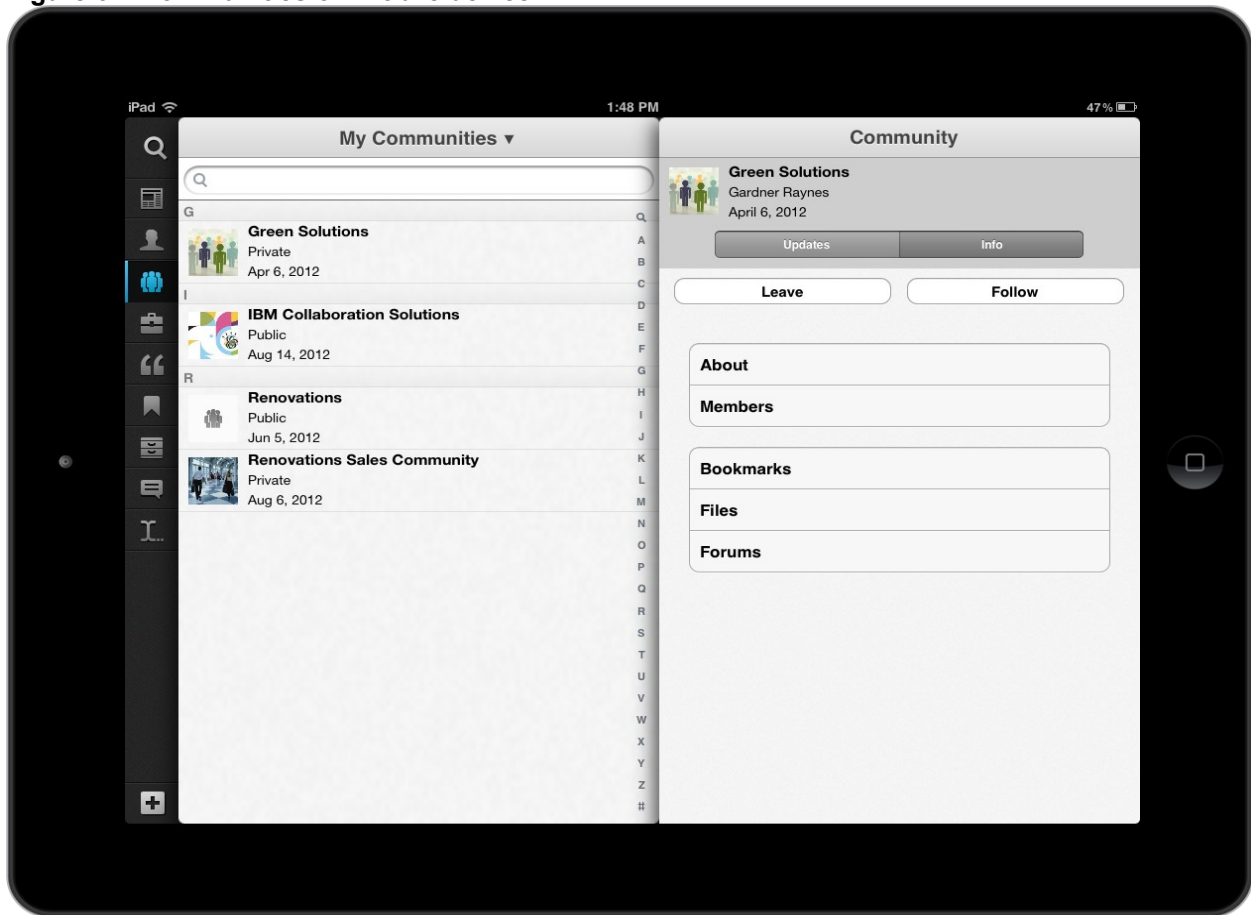 iPad
1:48 PM
47%
My Communities ▾
G
Green Solutions
Private
Apr 6, 2012
I
IBM Collaboration Solutions
Public
Aug 14, 2012
R
Renovations
Public
Jun 5, 2012
Renovations Sales Community
Private
Aug 6, 2012
A
B
C
D
E
F
G
H
I
J
K
L
M
N
O
P
Q
R
S
T
U
V
W
X
Y
Z
#
Community
Green Solutions
Gardner Raynes
April 6, 2012
Updates
Info
Leave
Follow
About
Members
Bookmarks
Files
Forums